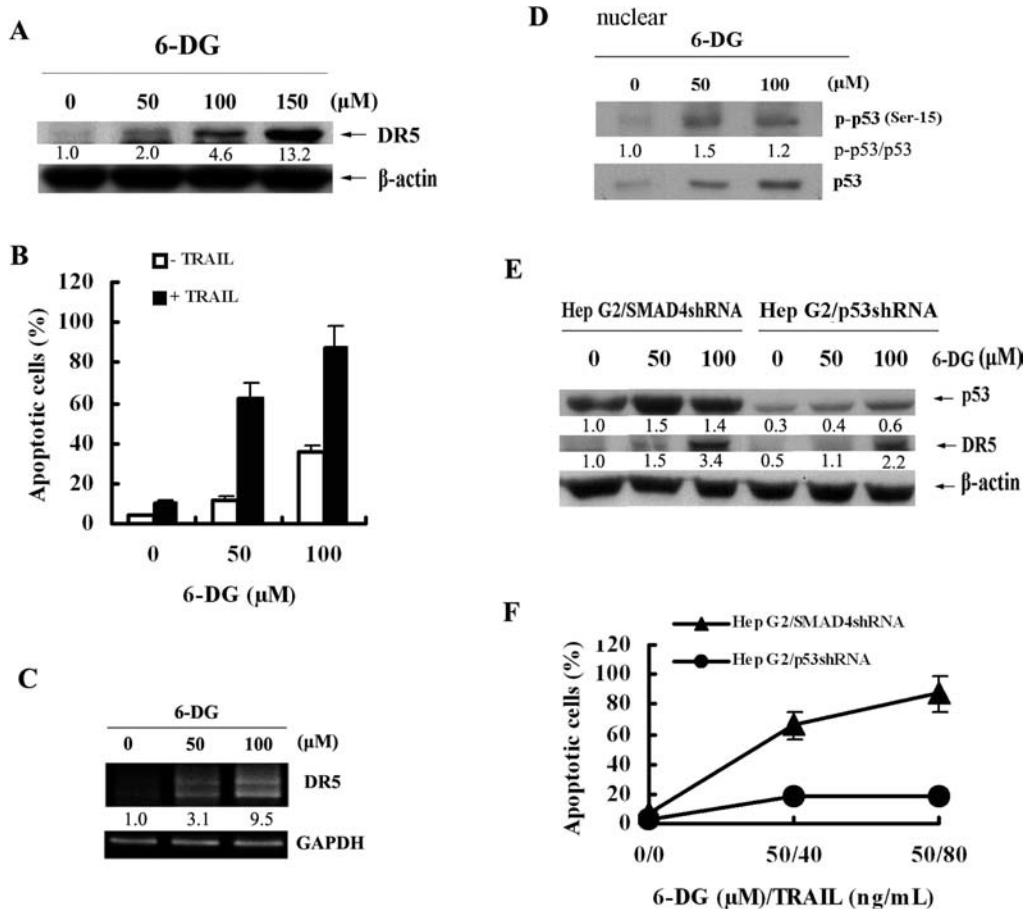 A
6-DG
0 50 100 150 (µM)
DR5
1.0 2.0 4.6 13.2
β-actin
B
- TRAIL
+ TRAIL
120
100
80
60
40
20
0
Apoptotic cells (%)
0 50 100
6-DG (µM)
C
6-DG
0 50 100 (µM)
DR5
1.0 3.1 9.5
GAPDH
D nuclear
6-DG
0 50 100 (µM)
p-p53 (Ser-15)
1.0 1.5 1.2 p-p53/p53
p53
E
Hep G2/SMAD4shRNA Hep G2/p53shRNA
0 50 100 0 50 100 6-DG (µM)
p53
1.0 1.5 1.4 0.3 0.4 0.6
DR5
1.0 1.5 3.4 0.5 1.1 2.2
β-actin
F
Hep G2/SMAD4shRNA
Hep G2/p53shRNA
120
100
80
60
40
20
0
Apoptotic cells (%)
0/0 50/40 50/80
6-DG (µM)/TRAIL (ng/mL)